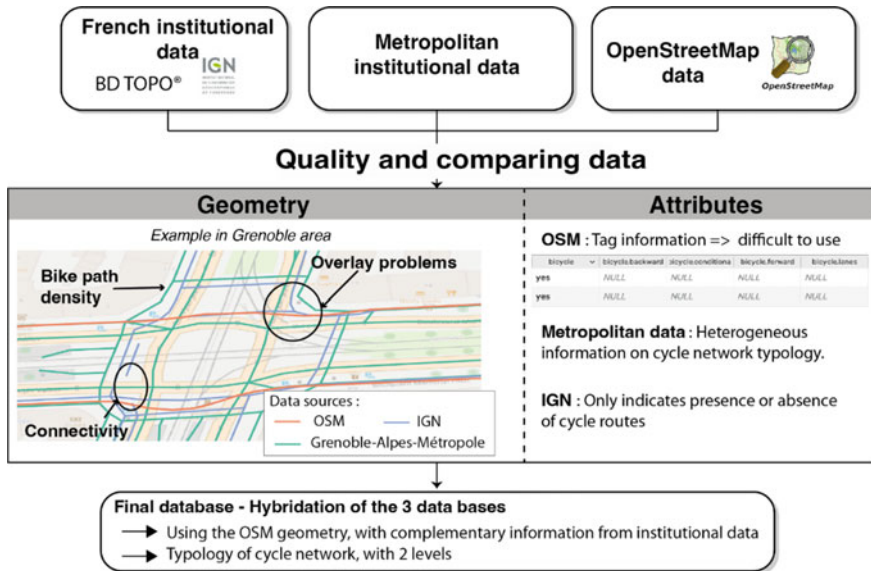 French institutional
data
BD TOPO®
IGN
Metropolitan
institutional data
OpenStreetMap
data
OpenStreetMap
Quality and comparing data
Geometry
Example in Grenoble area
Bike path
density
Overlay problems
Connectivity
Data sources :
OSM
IGN
Grenoble-Alpes-Métropole
Attributes
OSM : Tag information => difficult to use
bicycle bicycle.backward bicycle.conditiona bicycle.forward bicycle.lanes
yes NULL NULL NULL NULL
yes NULL NULL NULL NULL
Metropolitan data : Heterogeneous
information on cycle network typology.
IGN : Only indicates presence or absence
of cycle routes
Final database - Hybridation of the 3 data bases
Using the OSM geometry, with complementary information from institutional data
Typology of cycle network, with 2 levels